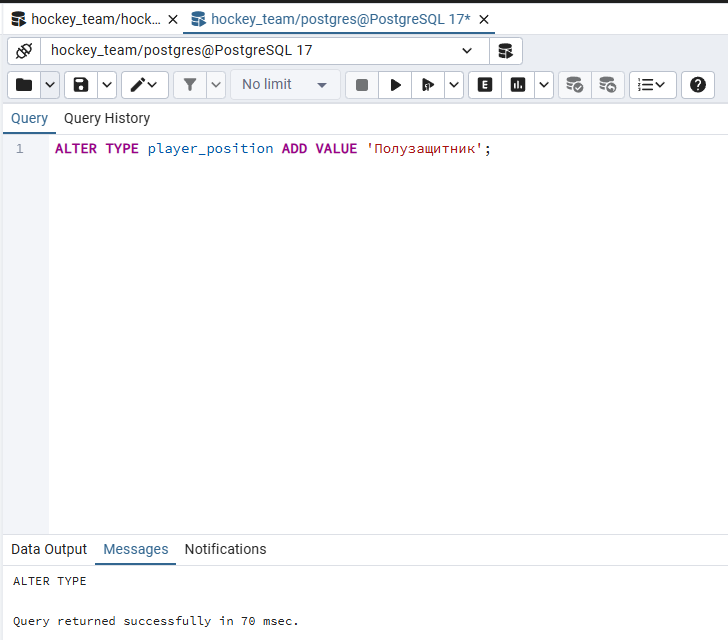 hockey_team/hock...
hockey_team/postgres@PostgreSQL 17*
hockey_team/postgres@PostgreSQL 17
No limit
E
Query Query History
1 ALTER TYPE player_position ADD VALUE 'Полузащитник';
Data Output Messages Notifications
ALTER TYPE
Query returned successfully in 70 msec.